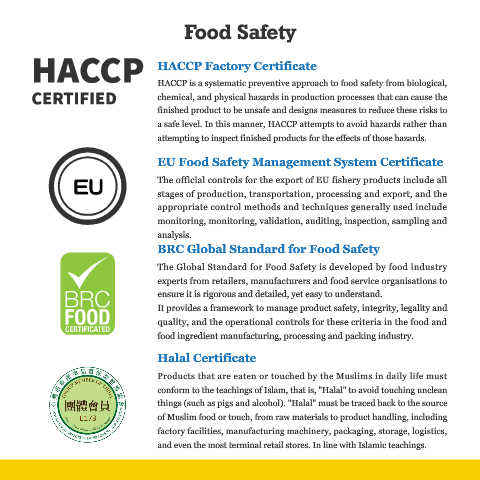 Food Safety
HACCP
CERTIFIED
HACCP Factory Certificate
HACCP is a systematic preventive approach to food safety from biological,
chemical, and physical hazards in production processes that can cause the
finished product to be unsafe and designs measures to reduce these risks to
a safe level. In this manner, HACCP attempts to avoid hazards rather than
attempting to inspect finished products for the effects of those hazards.
EU
EU Food Safety Management System Certificate
The official controls for the export of EU fishery products include all
stages of production, transportation, processing and export, and the
appropriate control methods and techniques generally used include
monitoring, monitoring, validation, auditing, inspection, sampling and
analysis.
BRC
FOOD
CERTIFICATED
BRC Global Standard for Food Safety
The Global Standard for Food Safety is developed by food industry
experts from retailers, manufacturers and food service organisations to
ensure it is rigorous and detailed, yet easy to understand.
It provides a framework to manage product safety, integrity, legality and
quality, and the operational controls for these criteria in the food and
food ingredient manufacturing, processing and packing industry.
團體會員
Halal Certificate
Products that are eaten or touched by the Muslims in daily life must
conform to the teachings of Islam, that is, "Halal" to avoid touching unclean
things (such as pigs and alcohol). "Halal" must be traced back to the source
of Muslim food or touch, from raw materials to product handling, including
factory facilities, manufacturing machinery, packaging, storage, logistics,
and even the most terminal retail stores. In line with Islamic teachings.